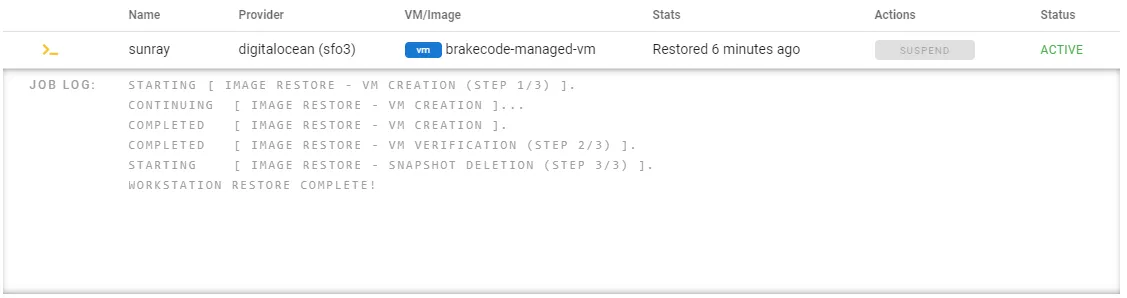 Name Provider VM/Image Stats Actions Status
sunray digitalocean (sfo3) vm brakecode-managed-vm Restored 6 minutes ago SUSPEND ACTIVE
JOB LOG: STARTING [ IMAGE RESTORE - VM CREATION (STEP 1/3) ].
CONTINUING [ IMAGE RESTORE - VM CREATION ]...
COMPLETED [ IMAGE RESTORE - VM CREATION ].
COMPLETED [ IMAGE RESTORE - VM VERIFICATION (STEP 2/3) ].
STARTING [ IMAGE RESTORE - SNAPSHOT DELETION (STEP 3/3) ].
WORKSTATION RESTORE COMPLETE!